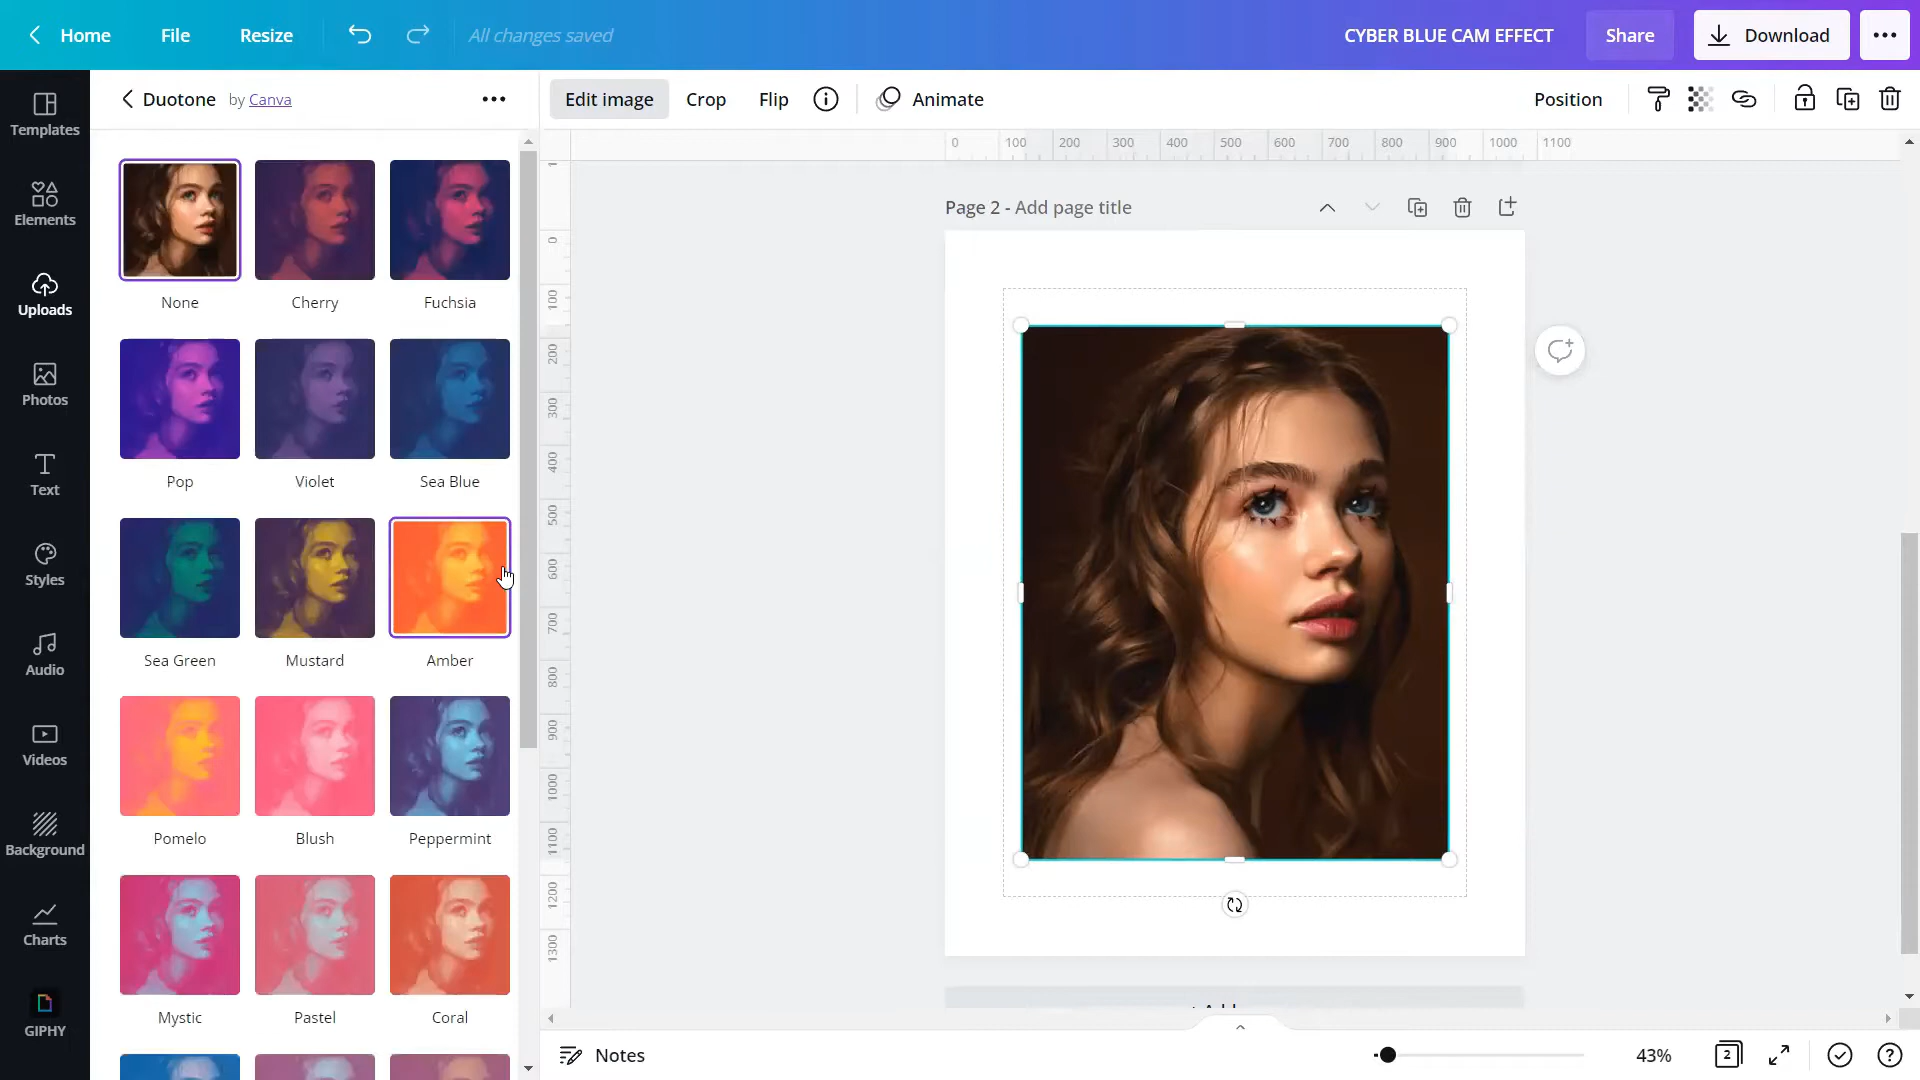 Home File Resize All changes saved CYBER BLUE CAM EFFECT Share Download
Duotone by Canva
Edit image Crop Flip Animate Position
Templates
Elements
Uploads
Photos
Text
Styles
Audio
Videos
Background
Charts
GIPHY
None Cherry Fuchsia
Pop Violet Sea Blue
Sea Green Mustard Amber
Pomelo Blush Peppermint
Mystic Pastel Coral
0 100 200 300 400 500 600 700 800 900 1000 1100
0
100
200
300
400
500
600
700
800
900
1000
1100
1200
1300
Page 2 - Add page title
Notes 43% 2